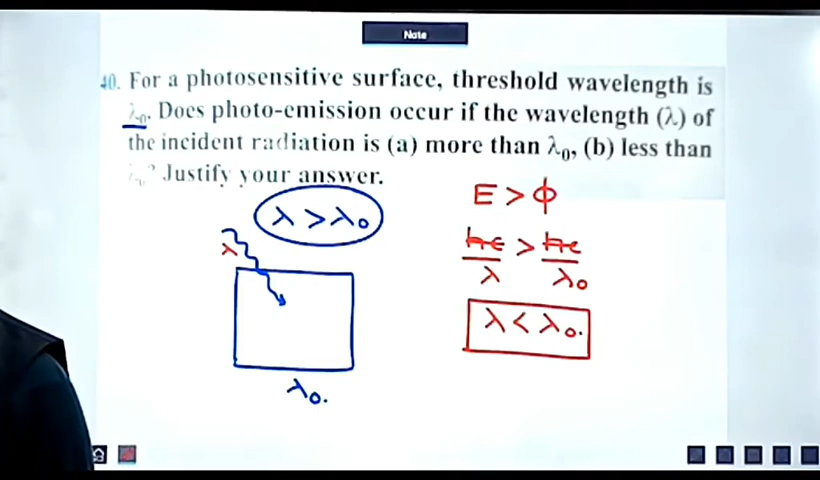 Note
40. For a photosensitive surface, threshold wavelength is
λ₀. Does photo-emission occur if the wavelength (λ) of
the incident radiation is (a) more than λ₀, (b) less than
λ₀? Justify your answer.
λ > λ₀
λ
λ₀.
E > ϕ
hc/λ > hc/λ₀
λ < λ₀.